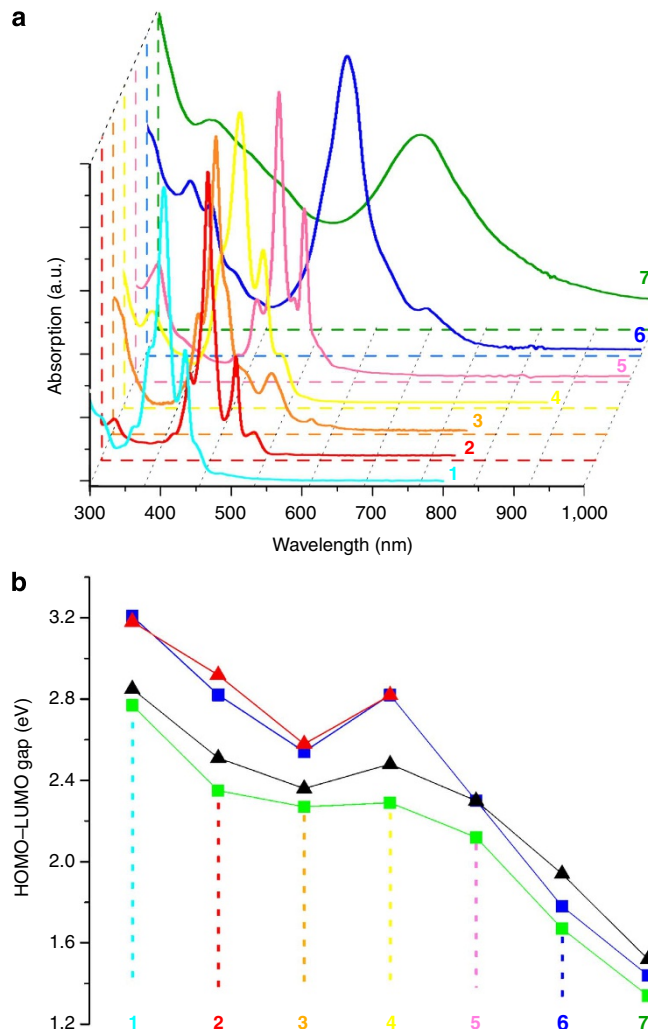 a
Absorption (a.u.)
7
6
5
4
3
2
1
300 400 500 600 700 800 900 1,000
Wavelength (nm)
b
HOMO–LUMO gap (eV)
3.2
2.8
2.4
2.0
1.6
1.2
1 2 3 4 5 6 7